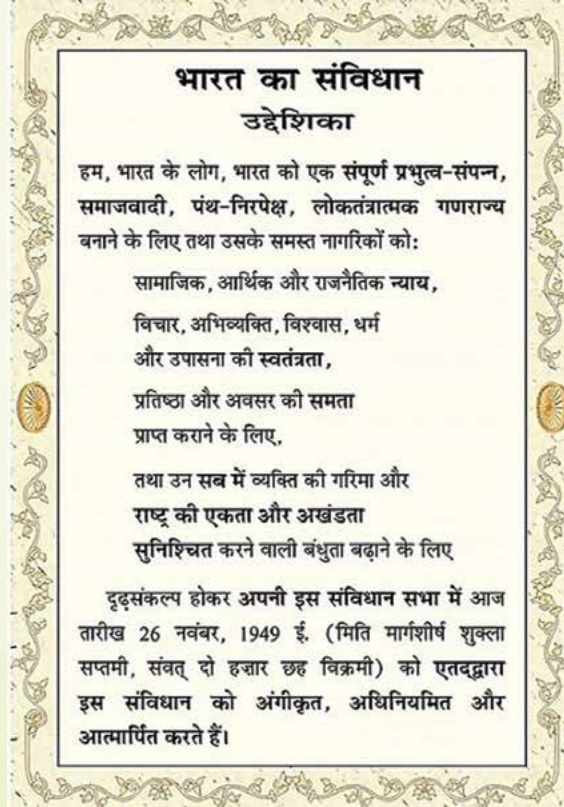 भारत का संविधान
उद्देशिका
हम, भारत के लोग, भारत को एक संपूर्ण प्रभुत्व-संपन्न,
समाजवादी, पंथ-निरपेक्ष, लोकतंत्रात्मक गणराज्य
बनाने के लिए तथा उसके समस्त नागरिकों को:
सामाजिक, आर्थिक और राजनैतिक न्याय,
विचार, अभिव्यक्ति, विश्वास, धर्म
और उपासना की स्वतंत्रता,
प्रतिष्ठा और अवसर की समता
प्राप्त कराने के लिए,
तथा उन सब में व्यक्ति की गरिमा और
राष्ट्र की एकता और अखंडता
सुनिश्चित करने वाली बंधुता बढ़ाने के लिए
दृढ़संकल्प होकर अपनी इस संविधान सभा में आज
तारीख 26 नवंबर, 1949 ई. (मिति मार्गशीर्ष शुक्ला
सप्तमी, संवत् दो हज़ार छह विक्रमी) को एतद्द्वारा
इस संविधान को अंगीकृत, अधिनियमित और
आत्मार्पित करते हैं।